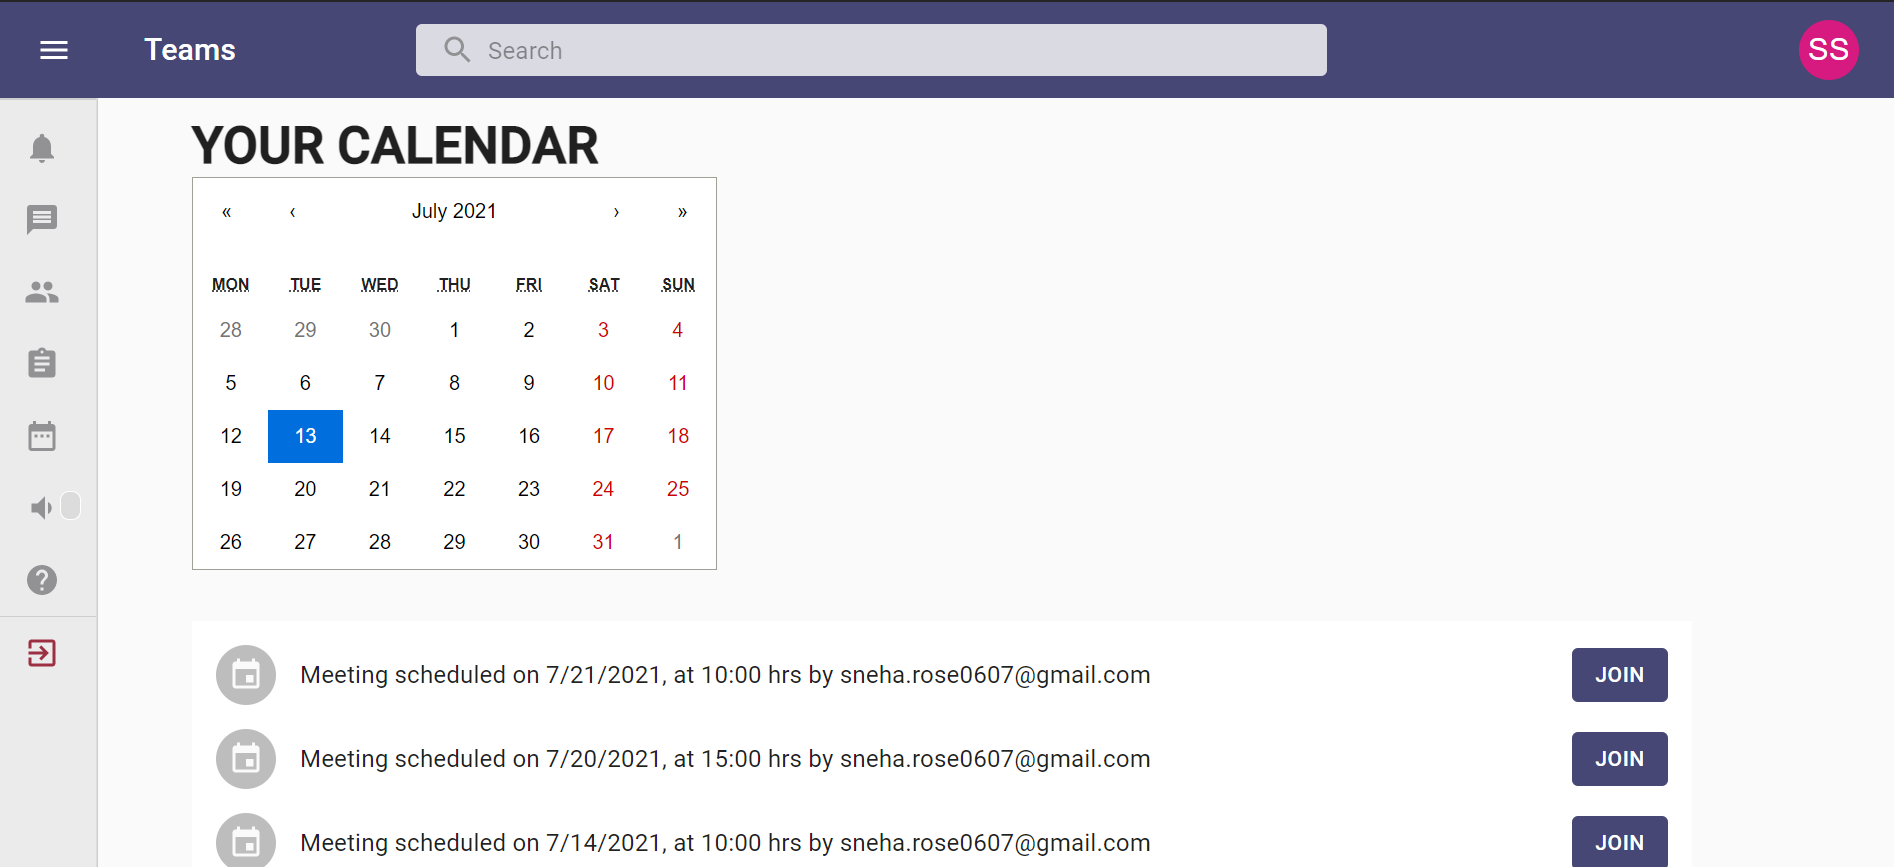 Teams
Search
SS
YOUR CALENDAR
« ‹ July 2021 › »
MON TUE WED THU FRI SAT SUN
28 29 30 1 2 3 4
5 6 7 8 9 10 11
12 13 14 15 16 17 18
19 20 21 22 23 24 25
26 27 28 29 30 31 1
Meeting scheduled on 7/21/2021, at 10:00 hrs by sneha.rose0607@gmail.com JOIN
Meeting scheduled on 7/20/2021, at 15:00 hrs by sneha.rose0607@gmail.com JOIN
Meeting scheduled on 7/14/2021, at 10:00 hrs by sneha.rose0607@gmail.com JOIN